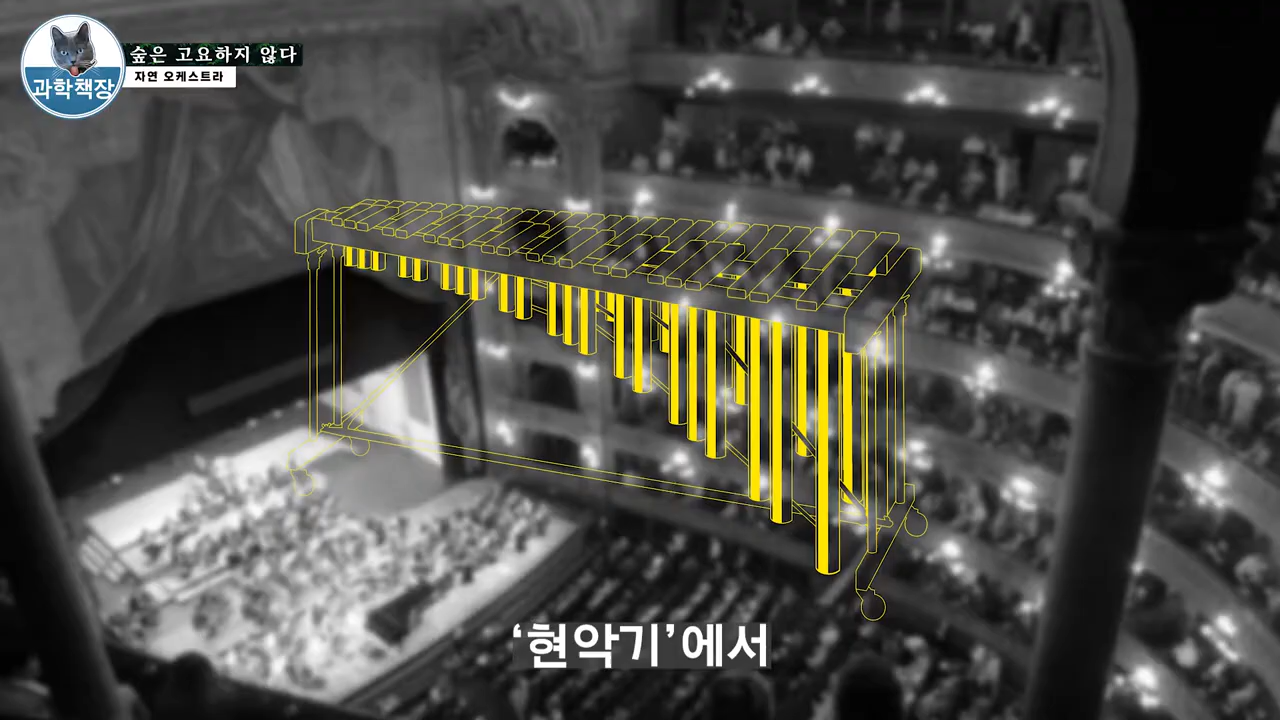 숲은 고요하지 않다
자연 오케스트라
과학책장
‘현악기’에서